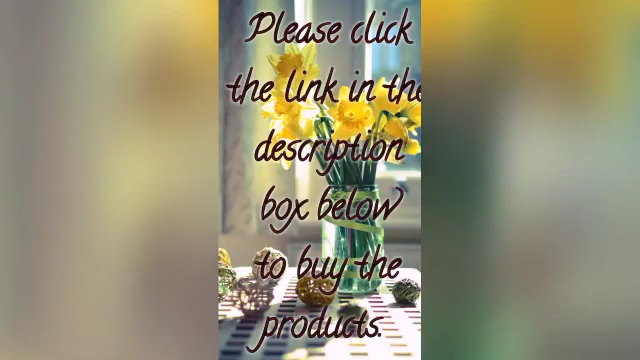 Please click
the link in the
description
box below
to buy the
products.